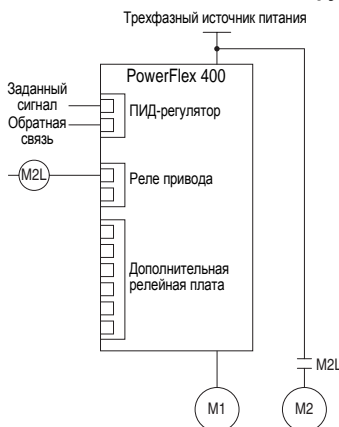 Трехфазный источник питания
PowerFlex 400
Заданный
сигнал
Обратная
связь
ПИД-регулятор
M2L
Реле привода
Дополнительная
релейная плата
M2L
M1
M2